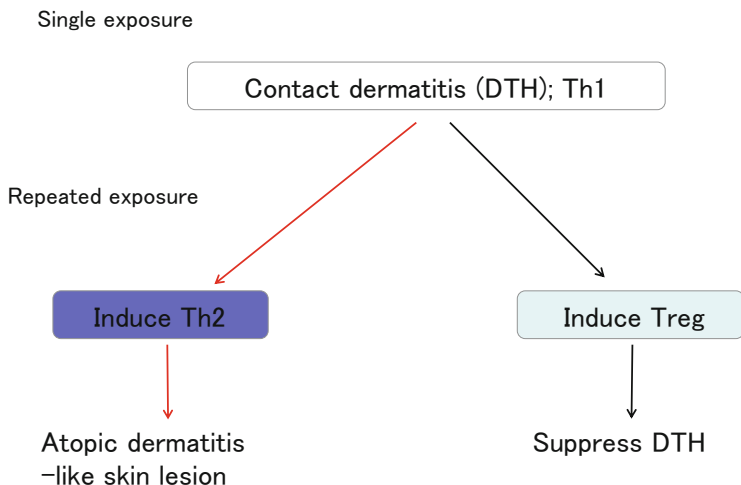 Single exposure
Contact dermatitis (DTH); Th1
Repeated exposure
Induce Th2
Induce Treg
Atopic dermatitis
-like skin lesion
Suppress DTH